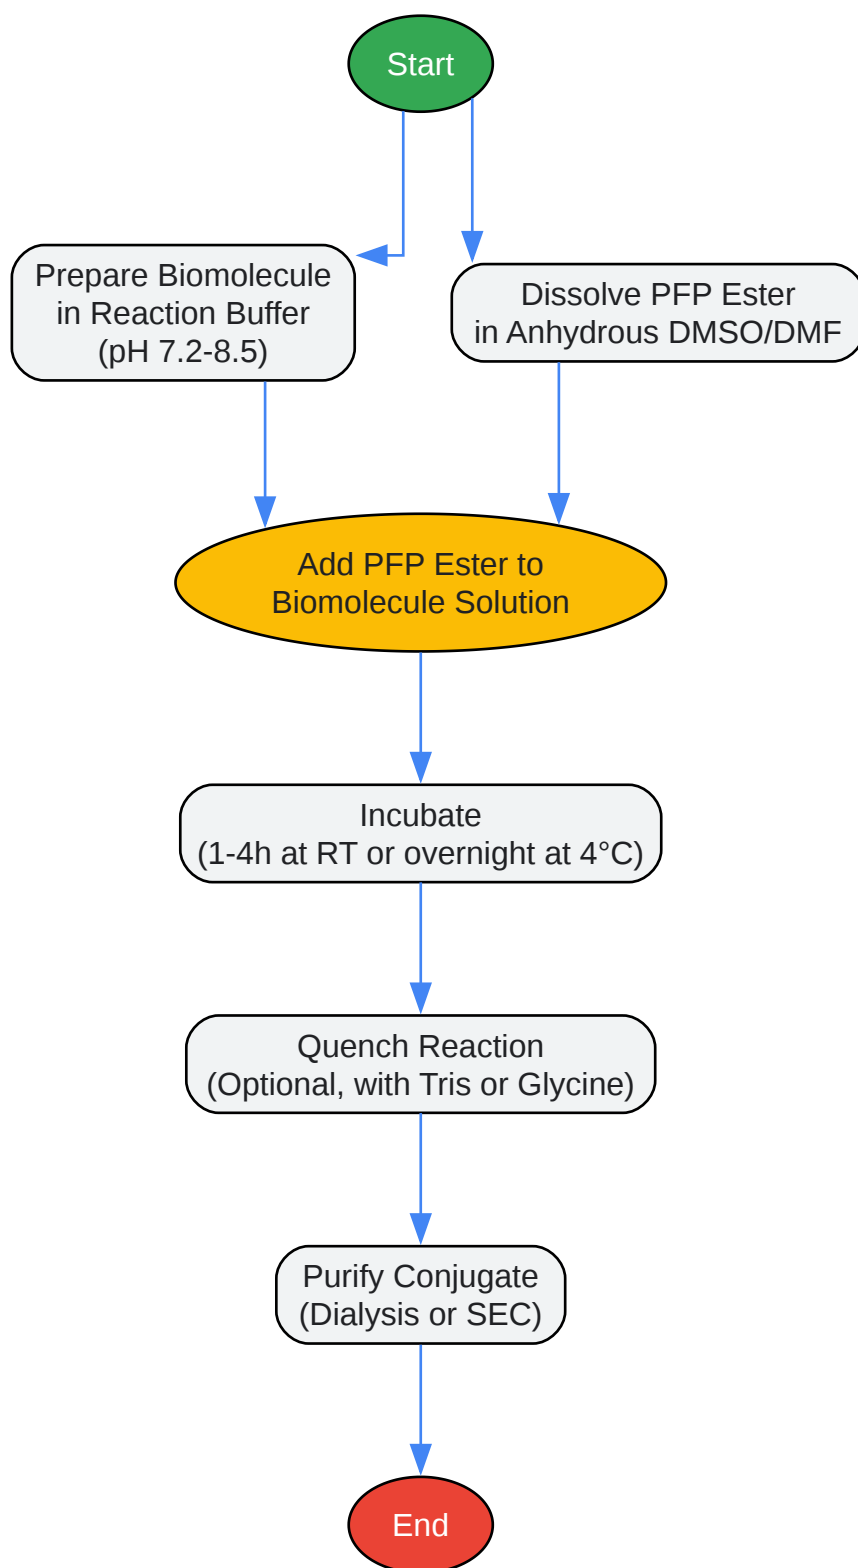 Start
Prepare Biomolecule
in Reaction Buffer
(pH 7.2-8.5)
Dissolve PFP Ester
in Anhydrous DMSO/DMF
Add PFP Ester to
Biomolecule Solution
Incubate
(1-4h at RT or overnight at 4°C)
Quench Reaction
(Optional, with Tris or Glycine)
Purify Conjugate
(Dialysis or SEC)
End